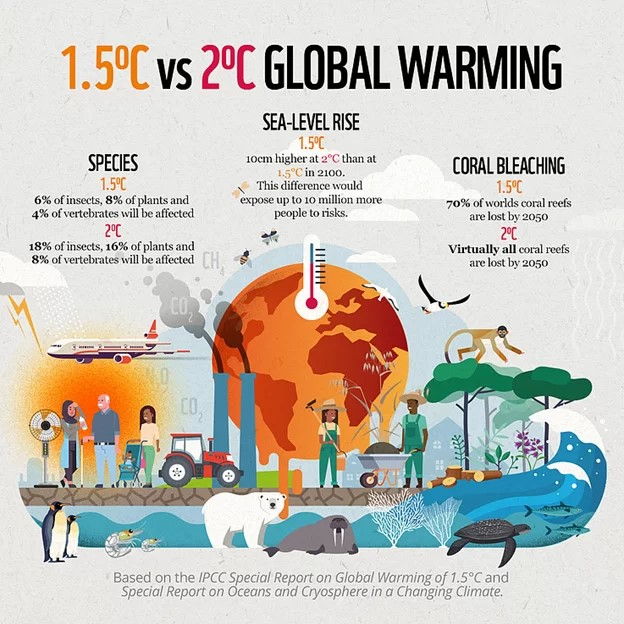 1.5ºC vs 2ºC GLOBAL WARMING
SPECIES
1.5ºC
6% of insects, 8% of plants and
4% of vertebrates will be affected
2ºC
18% of insects, 16% of plants and
8% of vertebrates will be affected
SEA-LEVEL RISE
1.5ºC
10cm higher at 2ºC than at
1.5ºC in 2100.
This difference would
expose up to 10 million more
people to risks.
CORAL BLEACHING
1.5ºC
70% of worlds coral reefs
are lost by 2050
2ºC
Virtually all coral reefs
are lost by 2050
CH4
CO2
CO2
Based on the IPCC Special Report on Global Warming of 1.5°C and
Special Report on Oceans and Cryosphere in a Changing Climate.